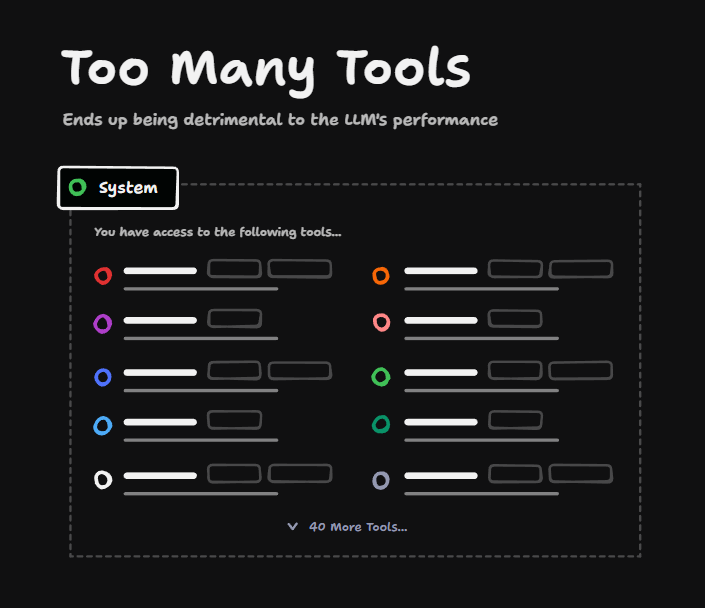 Too Many Tools
Ends up being detrimental to the LLM's performance
System
You have access to the following tools...
40 More Tools...